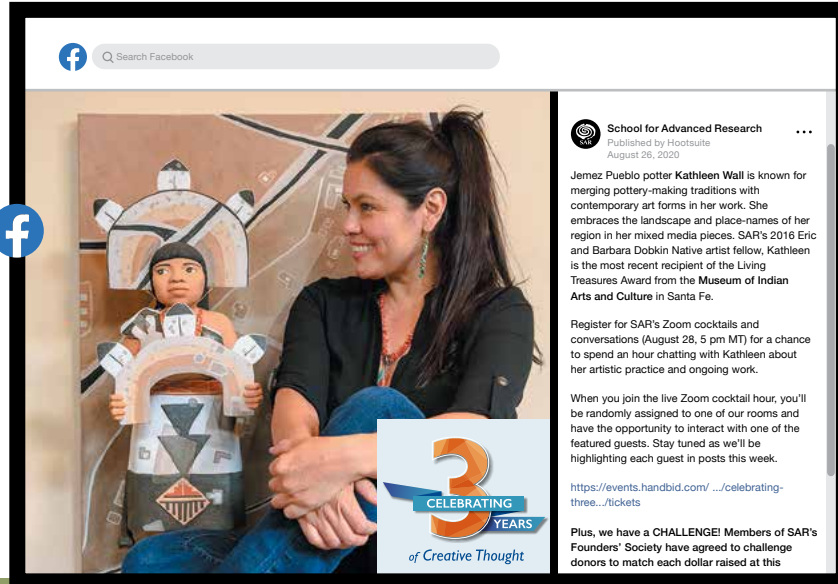 Search Facebook
School for Advanced Research
Published by Hootsuite
August 26, 2020
SAR
Jemez Pueblo potter Kathleen Wall is known for
merging pottery-making traditions with
contemporary art forms in her work. She
embraces the landscape and place-names of her
region in her mixed media pieces. SAR's 2016 Eric
and Barbara Dobkin Native artist fellow, Kathleen
is the most recent recipient of the Living
Treasures Award from the Museum of Indian
Arts and Culture in Santa Fe.
Register for SAR's Zoom cocktails and
conversations (August 28, 5 pm MT) for a chance
to spend an hour chatting with Kathleen about
her artistic practice and ongoing work.
When you join the live Zoom cocktail hour, you'll
be randomly assigned to one of our rooms and
have the opportunity to interact with one of the
featured guests. Stay tuned as we'll be
highlighting each guest in posts this week.
https://events.handbid.com/ .../celebrating-
three.../tickets
Plus, we have a CHALLENGE! Members of SAR's
Founders' Society have agreed to challenge
donors to match each dollar raised at this
3
CELEBRATING
YEARS
of Creative Thought